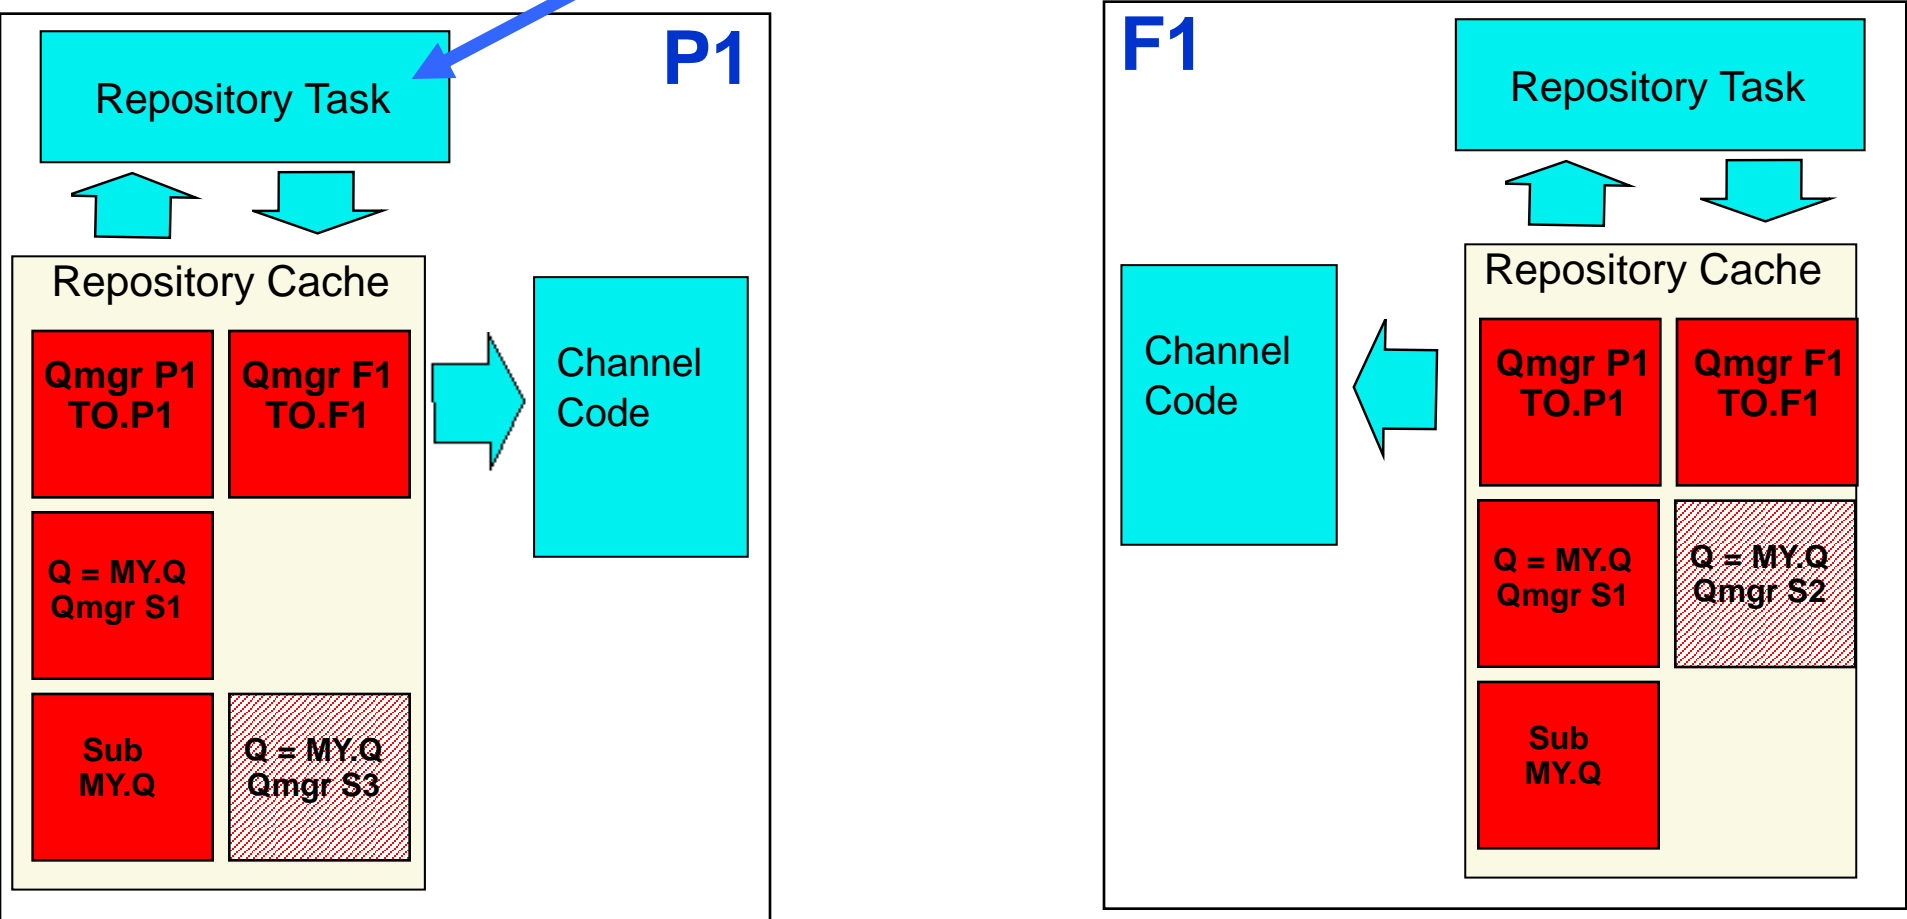 P1
Repository Task
Repository Cache
Qmgr P1
TO.P1
Qmgr F1
TO.F1
Q = MY.Q
Qmgr S1
Sub
MY.Q
Q = MY.Q
Qmgr S3
Channel
Code
F1
Repository Task
Repository Cache
Channel
Code
Qmgr P1
TO.P1
Qmgr F1
TO.F1
Q = MY.Q
Qmgr S1
Q = MY.Q
Qmgr S2
Sub
MY.Q